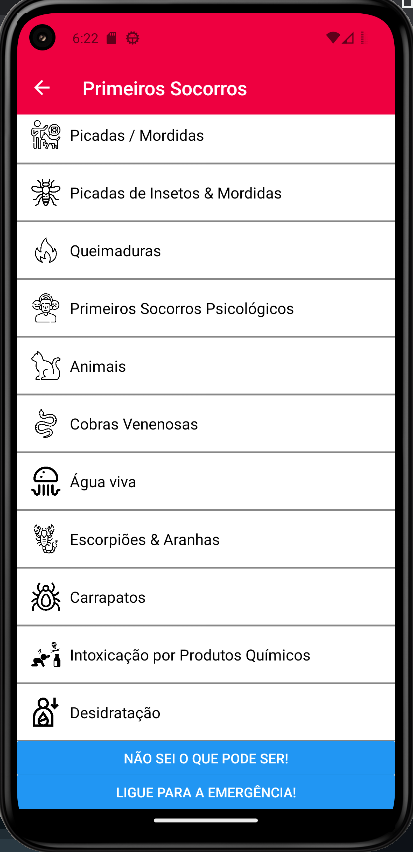 6:22
Primeiros Socorros
Picadas / Mordidas
Picadas de Insetos & Mordidas
Queimaduras
Primeiros Socorros Psicológicos
Animais
Cobras Venenosas
Água viva
Escorpiões & Aranhas
Carrapatos
Intoxicação por Produtos Químicos
Desidratação
NÃO SEI O QUE PODE SER!
LIGUE PARA A EMERGÊNCIA!